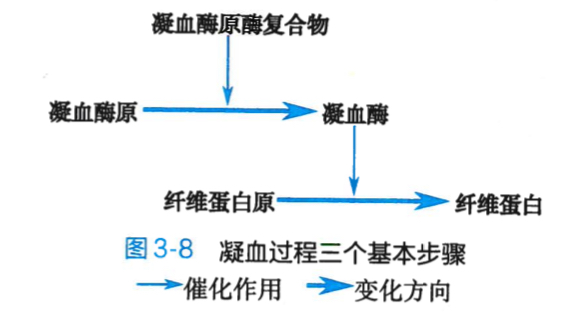 凝血酶原酶复合物
凝血酶原 凝血酶
纤维蛋白原 纤维蛋白
图3-8 凝血过程三个基本步骤
催化作用 变化方向